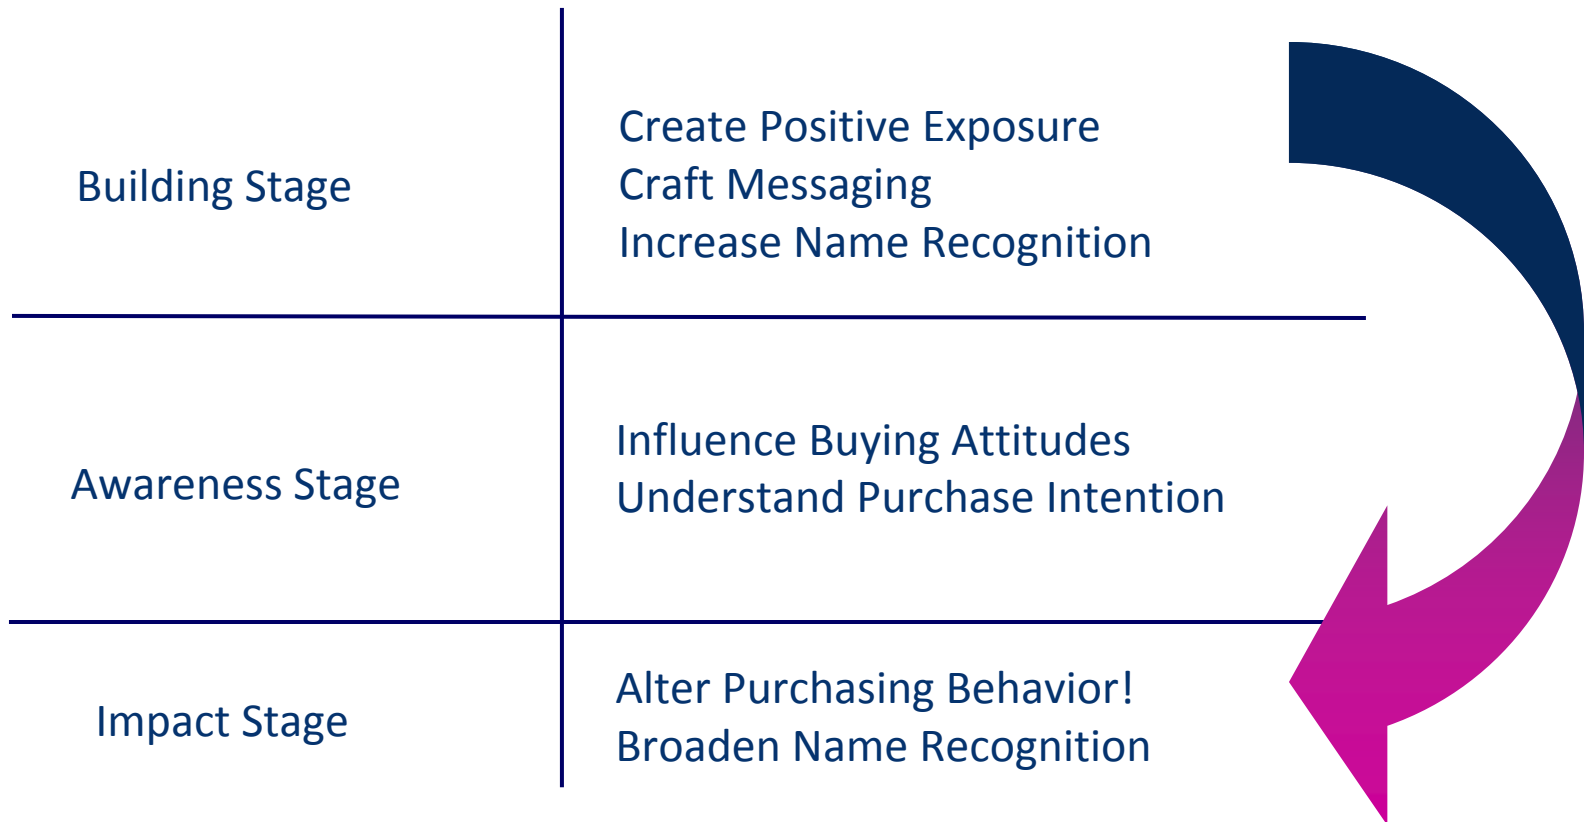 Building Stage
Create Positive Exposure
Craft Messaging
Increase Name Recognition
Awareness Stage
Influence Buying Attitudes
Understand Purchase Intention
Impact Stage
Alter Purchasing Behavior!
Broaden Name Recognition